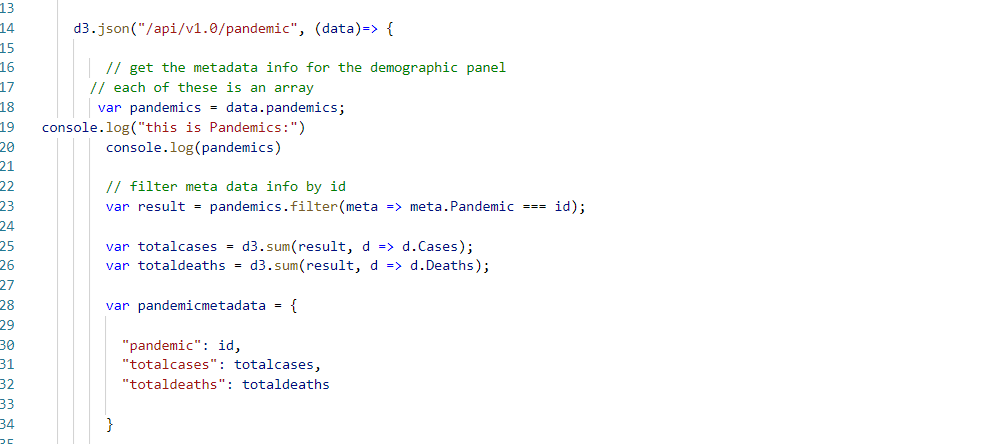 13
14 d3.json("/api/v1.0/pandemic", (data)=> {
15
16 // get the metadata info for the demographic panel
17 // each of these is an array
18 var pandemics = data.pandemics;
19 console.log("this is Pandemics:")
20 console.log(pandemics)
21
22 // filter meta data info by id
23 var result = pandemics.filter(meta => meta.Pandemic === id);
24
25 var totalcases = d3.sum(result, d => d.Cases);
26 var totaldeaths = d3.sum(result, d => d.Deaths);
27
28 var pandemicmetadata = {
29
30 "pandemic": id,
31 "totalcases": totalcases,
32 "totaldeaths": totaldeaths
33
34 }
35